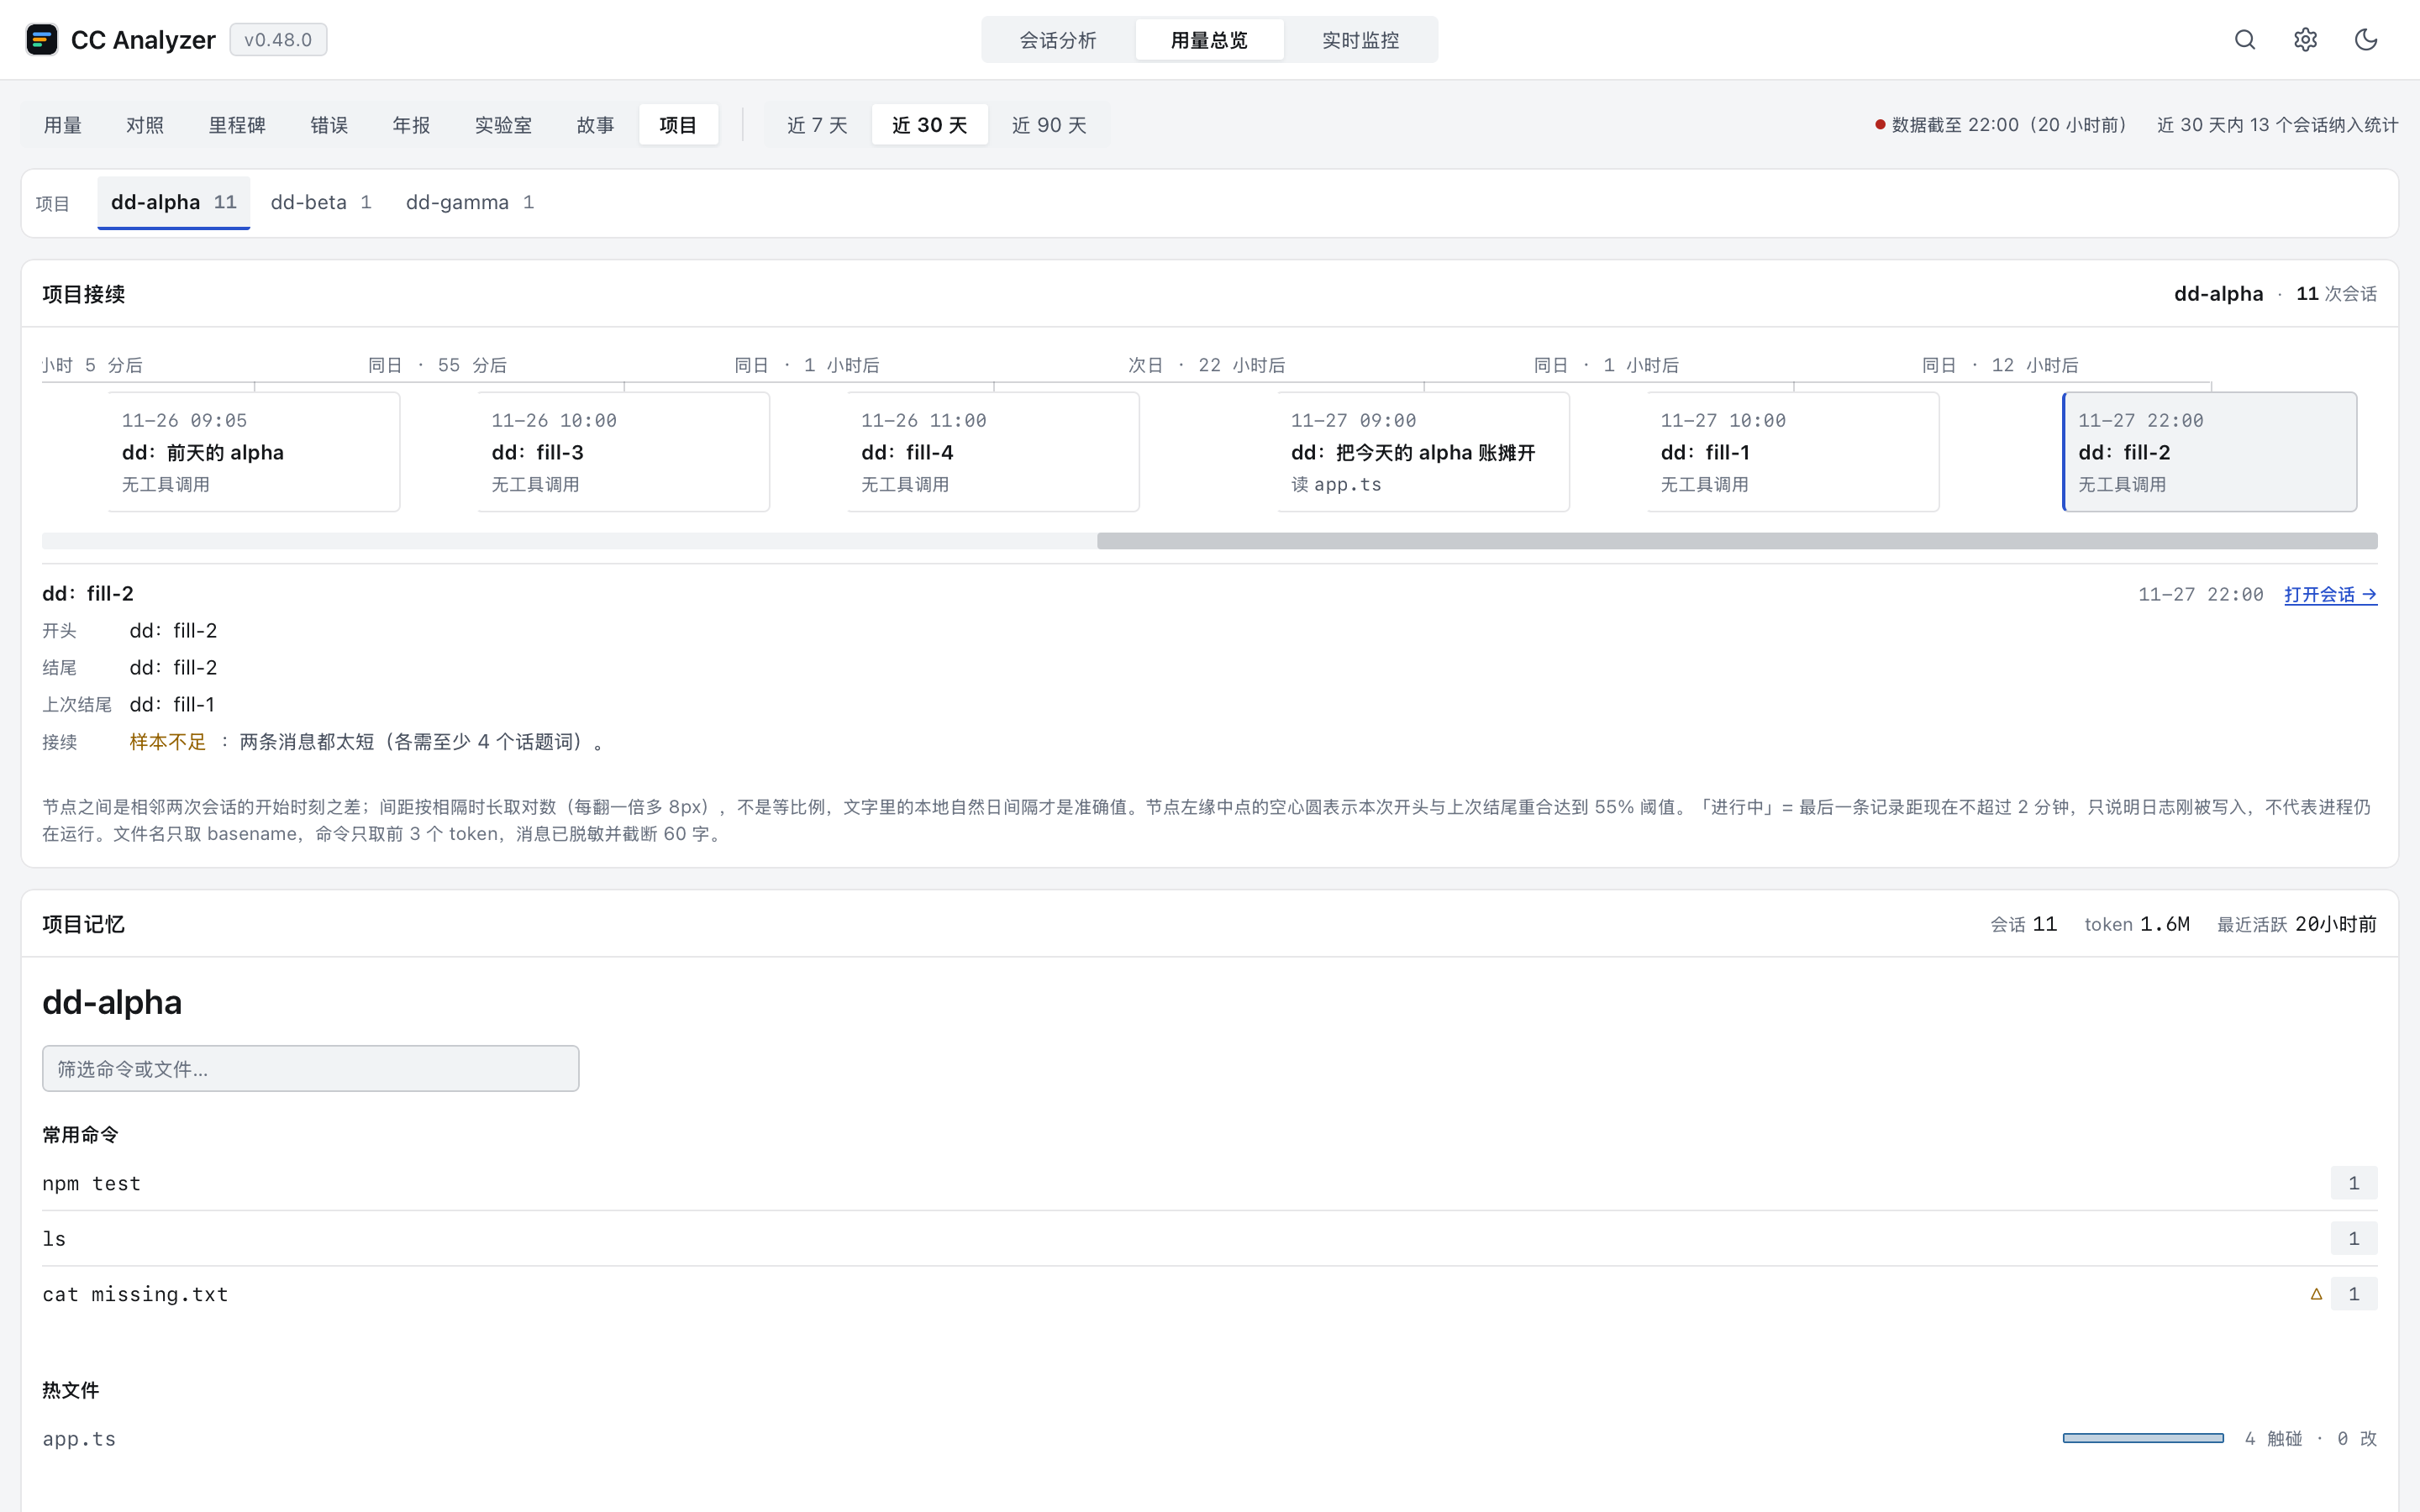 CC Analyzer v0.48.0 会话分析 用量总览 实时监控
用量 对照 里程碑 错误 年报 实验室 故事 项目 近 7 天 近 30 天 近 90 天 数据截至 22:00（20 小时前） 近 30 天内 13 个会话纳入统计
项目 dd-alpha 11 dd-beta 1 dd-gamma 1
项目接续 dd-alpha · 11 次会话
小时 5 分后 同日 · 55 分后 同日 · 1 小时后 次日 · 22 小时后 同日 · 1 小时后 同日 · 12 小时后
11-26 09:05 11-26 10:00 11-26 11:00 11-27 09:00 11-27 10:00 11-27 22:00
dd：前天的 alpha dd：fill-3 dd：fill-4 dd：把今天的 alpha 账摊开 dd：fill-1 dd：fill-2
无工具调用 无工具调用 无工具调用 读 app.ts 无工具调用 无工具调用
dd：fill-2 11-27 22:00 打开会话 →
开头 dd：fill-2
结尾 dd：fill-2
上次结尾 dd：fill-1
接续 样本不足 ：两条消息都太短（各需至少 4 个话题词）。
节点之间是相邻两次会话的开始时刻之差；间距按相隔时长取对数（每翻一倍多 8px），不是等比例，文字里的本地自然日间隔才是准确值。节点左缘中点的空心圆表示本次开头与上次结尾重合达到 55% 阈值。「进行中」= 最后一条记录距现在不超过 2 分钟，只说明日志刚被写入，不代表进程仍
在运行。文件名只取 basename，命令只取前 3 个 token，消息已脱敏并截断 60 字。
项目记忆 会话 11 token 1.6M 最近活跃 20小时前
dd-alpha
筛选命令或文件...
常用命令
npm test 1
ls 1
cat missing.txt △ 1
热文件
app.ts 4 触碰 · 0 改